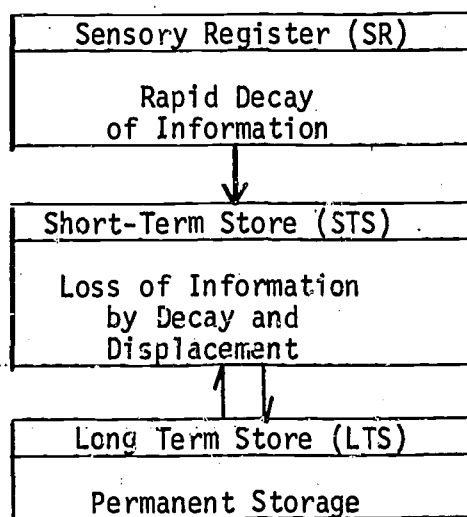 Sensory Register (SR)
Rapid Decay
of Information
Short-Term Store (STS)
Loss of Information
by Decay and
Displacement
Long Term Store (LTS)
Permanent Storage